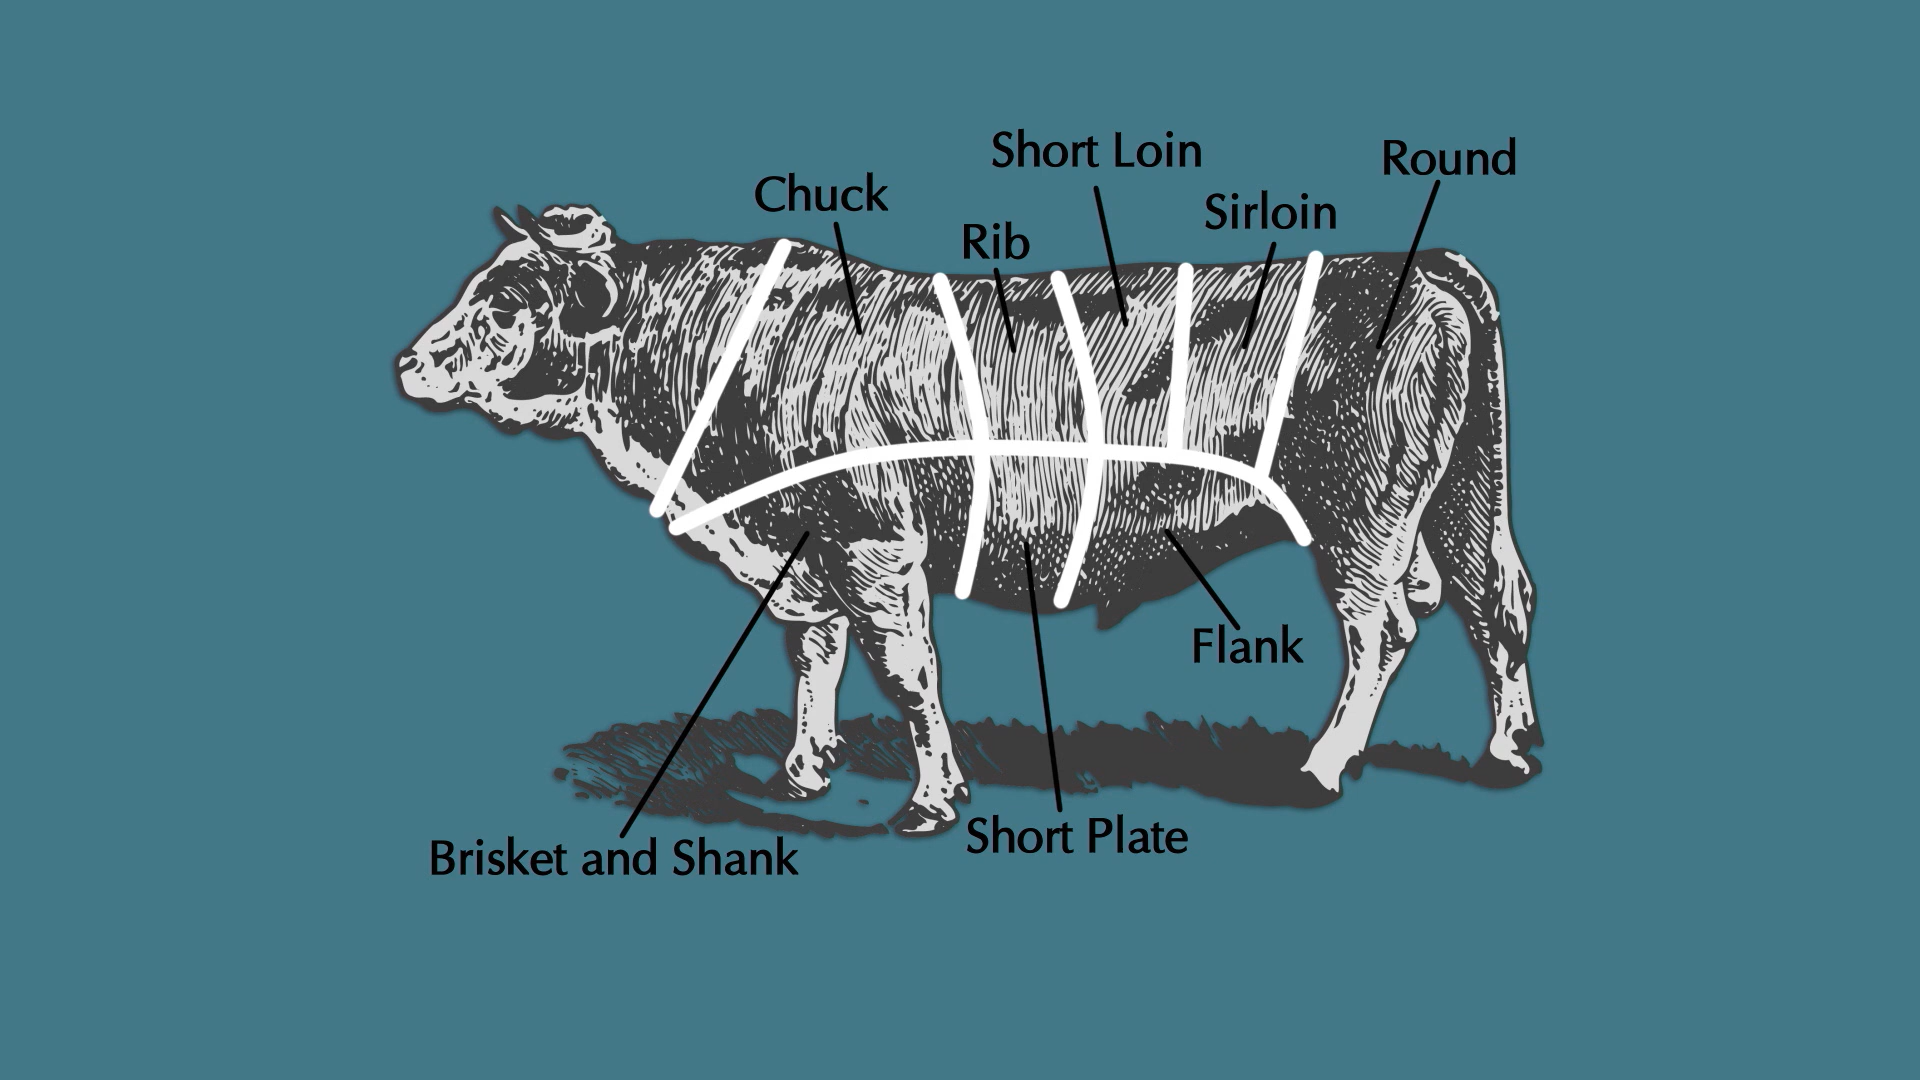 Short Loin
Round
Chuck
Sirloin
Rib
Flank
Short Plate
Brisket and Shank